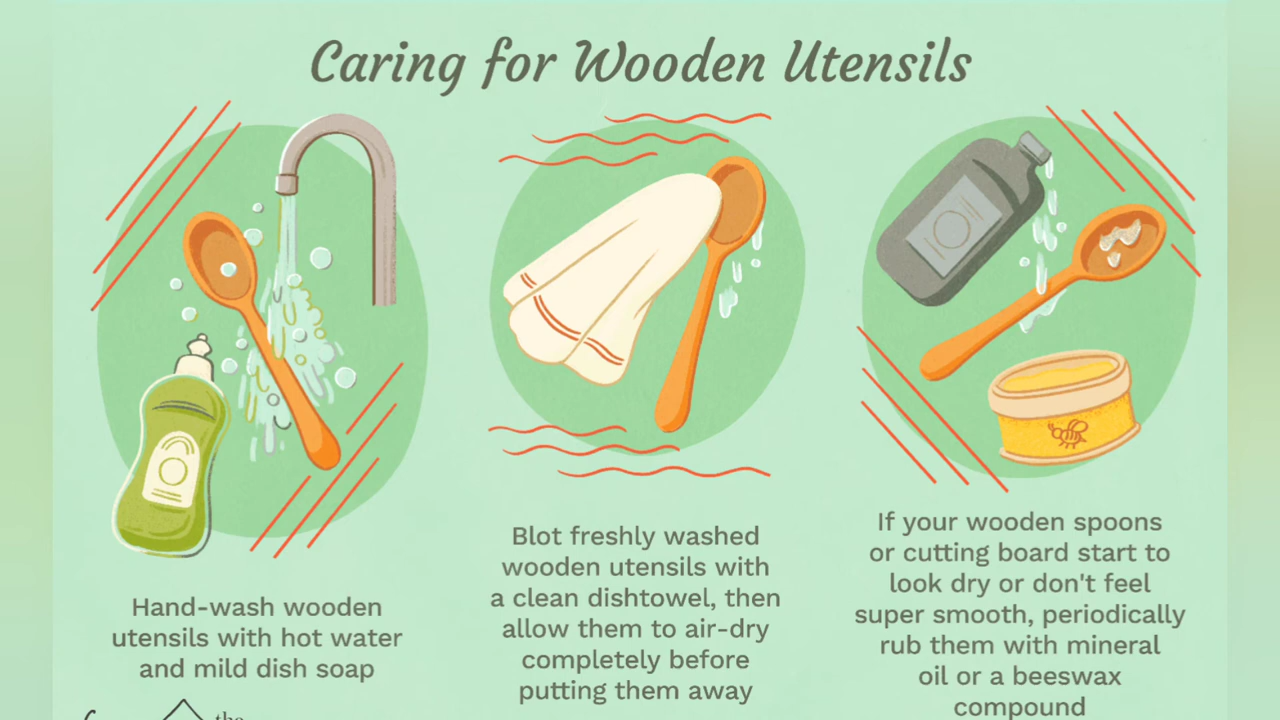 Caring for Wooden Utensils
Hand-wash wooden
utensils with hot water
and mild dish soap
Blot freshly washed
wooden utensils with
a clean dishtowel, then
allow them to air-dry
completely before
putting them away
If your wooden spoons
or cutting board start to
look dry or don't feel
super smooth, periodically
rub them with mineral
oil or a beeswax
compound
the